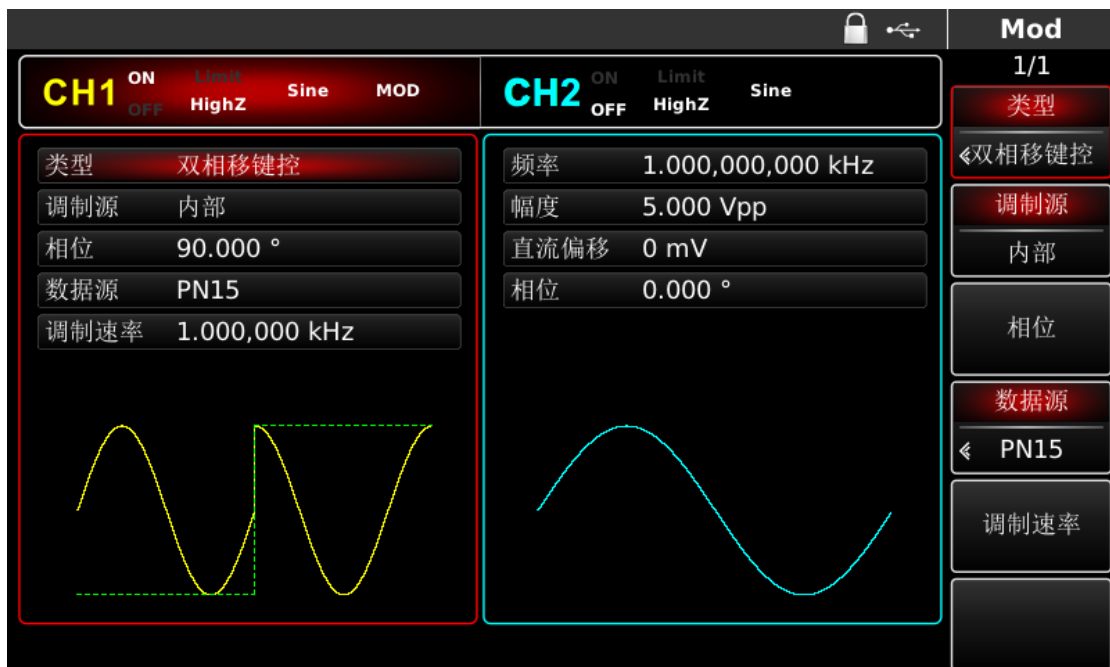 Mod
1/1
CH1 ON OFF Limit HighZ Sine MOD
CH2 ON OFF Limit HighZ Sine
类型 双相移键控
调制源 内部
相位 90.000 °
数据源 PN15
调制速率 1.000,000 kHz
频率 1.000,000,000 kHz
幅度 5.000 Vpp
直流偏移 0 mV
相位 0.000 °
类型
双相移键控
调制源
内部
相位
数据源
PN15
调制速率